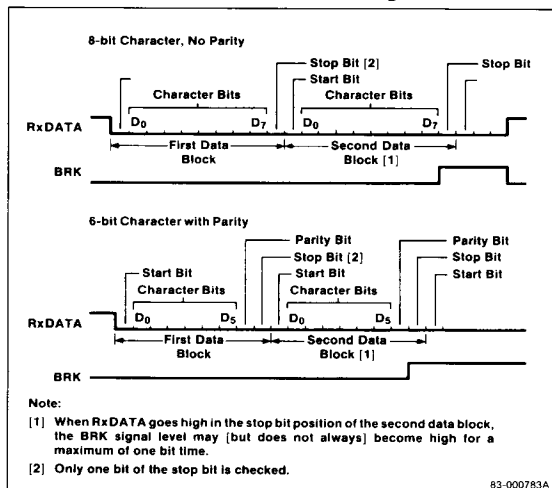 8-bit Character, No Parity
Stop Bit [2]
Stop Bit
Start Bit
Character Bits
Character Bits
D0
D7
D0
D7
RxDATA
First Data Block
Second Data Block [1]
BRK
6-bit Character with Parity
Parity Bit
Parity Bit
Stop Bit [2]
Stop Bit
Start Bit
Start Bit
Start Bit
Character Bits
Character Bits
D0
D5
D0
D5
RxDATA
First Data Block
Second Data Block [1]
BRK
Note:
[1] When RxDATA goes high in the stop bit position of the second data block,
the BRK signal level may [but does not always] become high for a
maximum of one bit time.
[2] Only one bit of the stop bit is checked.
83-000783A